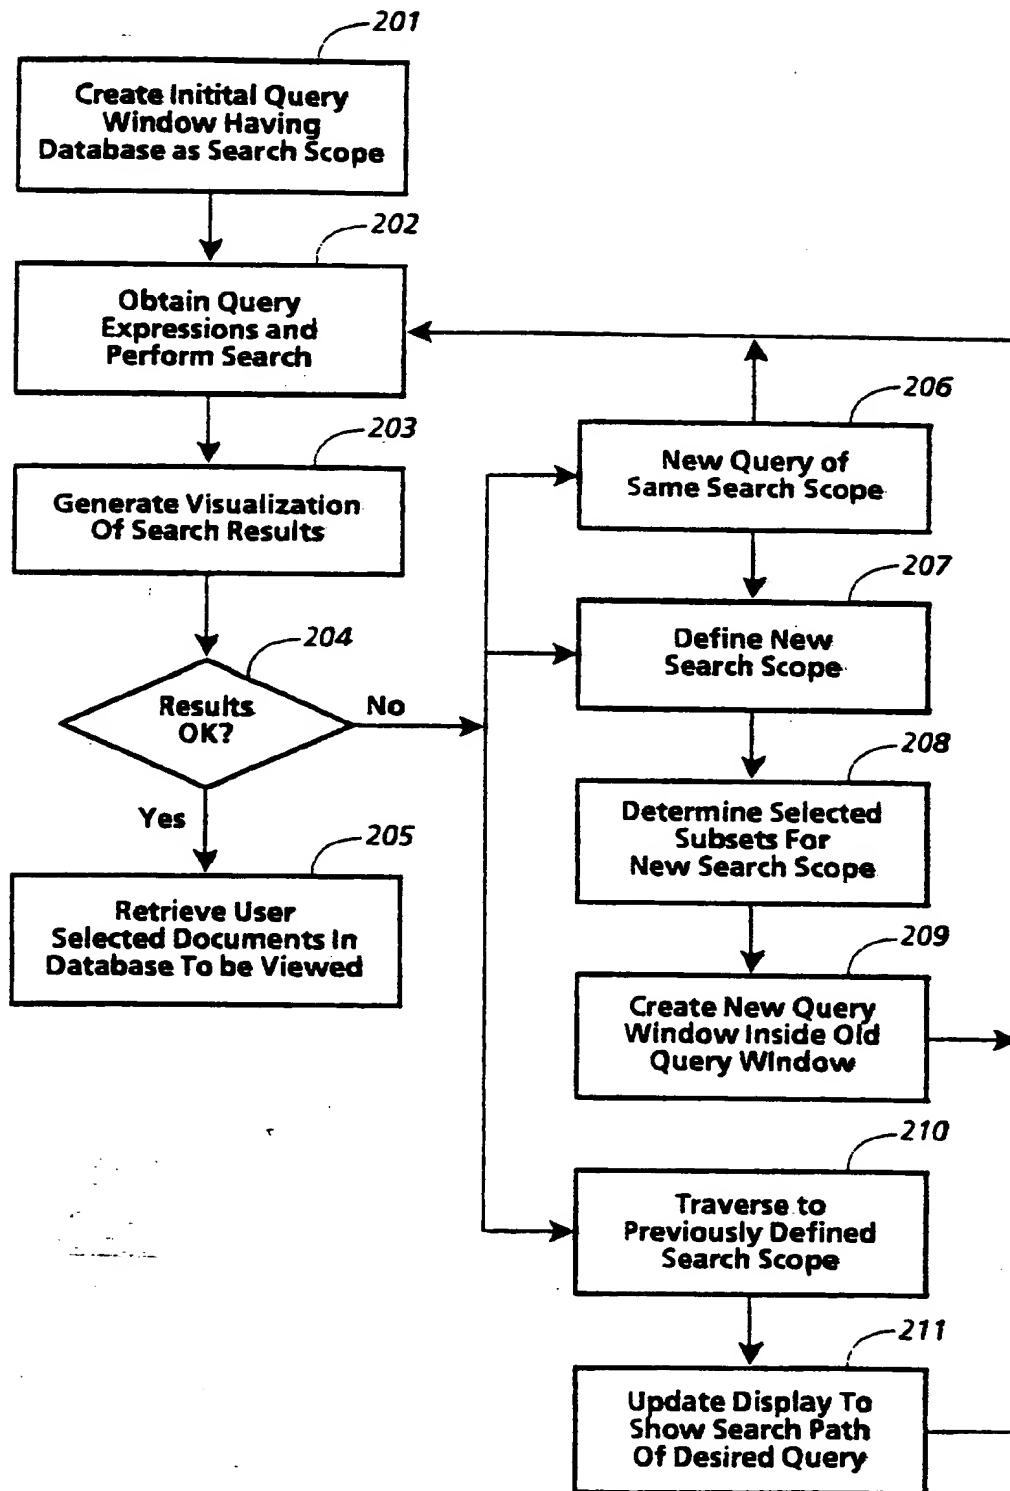 201
Create Initital Query
Window Having
Database as Search Scope
202
Obtain Query
Expressions and
Perform Search
203
Generate Visualization
Of Search Results
204
Results
OK?
No
Yes
205
Retrieve User
Selected Documents In
Database To be Viewed
206
New Query of
Same Search Scope
207
Define New
Search Scope
208
Determine Selected
Subsets For
New Search Scope
209
Create New Query
Window Inside Old
Query Window
210
Traverse to
Previously Defined
Search Scope
211
Update Display To
Show Search Path
Of Desired Query